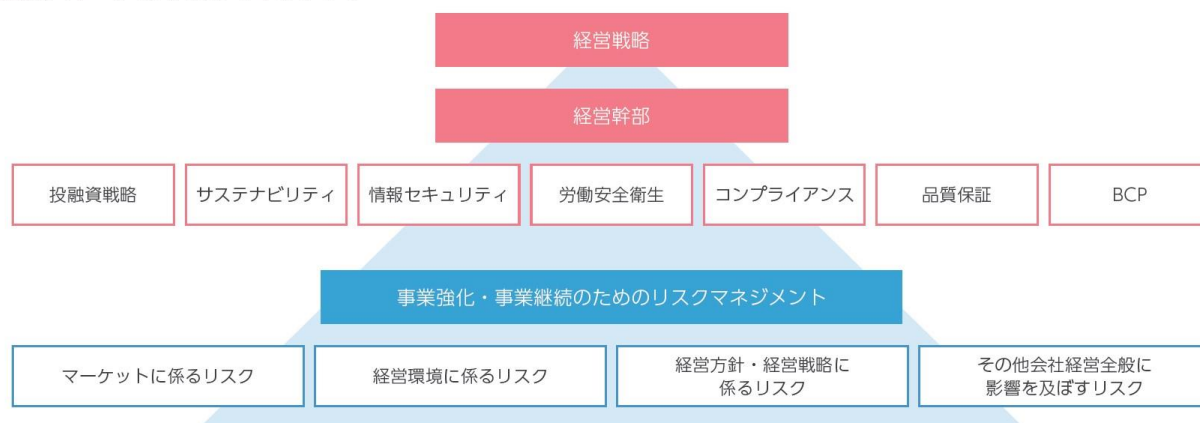 経営戦略
経営幹部
投融資戦略
サステナビリティ
情報セキュリティ
労働安全衛生
コンプライアンス
品質保証
BCP
事業強化・事業継続のためのリスクマネジメント
マーケットに係るリスク
経営環境に係るリスク
経営方針・経営戦略に
係るリスク
その他会社経営全般に
影響を及ぼすリスク